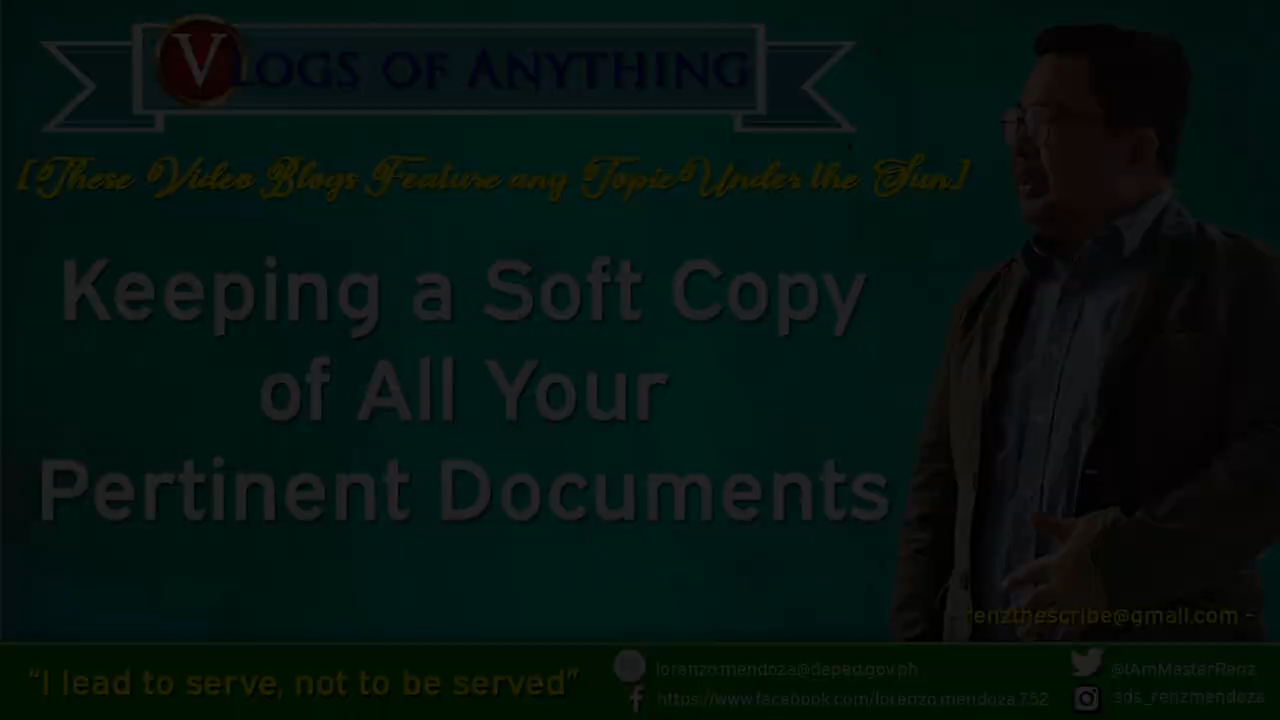 VLOGS OF ANYTHING
[These Video Blogs Feature any Topic Under the Sun]
Keeping a Soft Copy
of All Your
Pertinent Documents
renzthescribe@gmail.com -
"I lead to serve, not to be served"
lorenzo.mendoza@deped.gov.ph
https://www.facebook.com/lorenzo.mendoza.752
@IAmMasterRenz
sds_renzmendoza